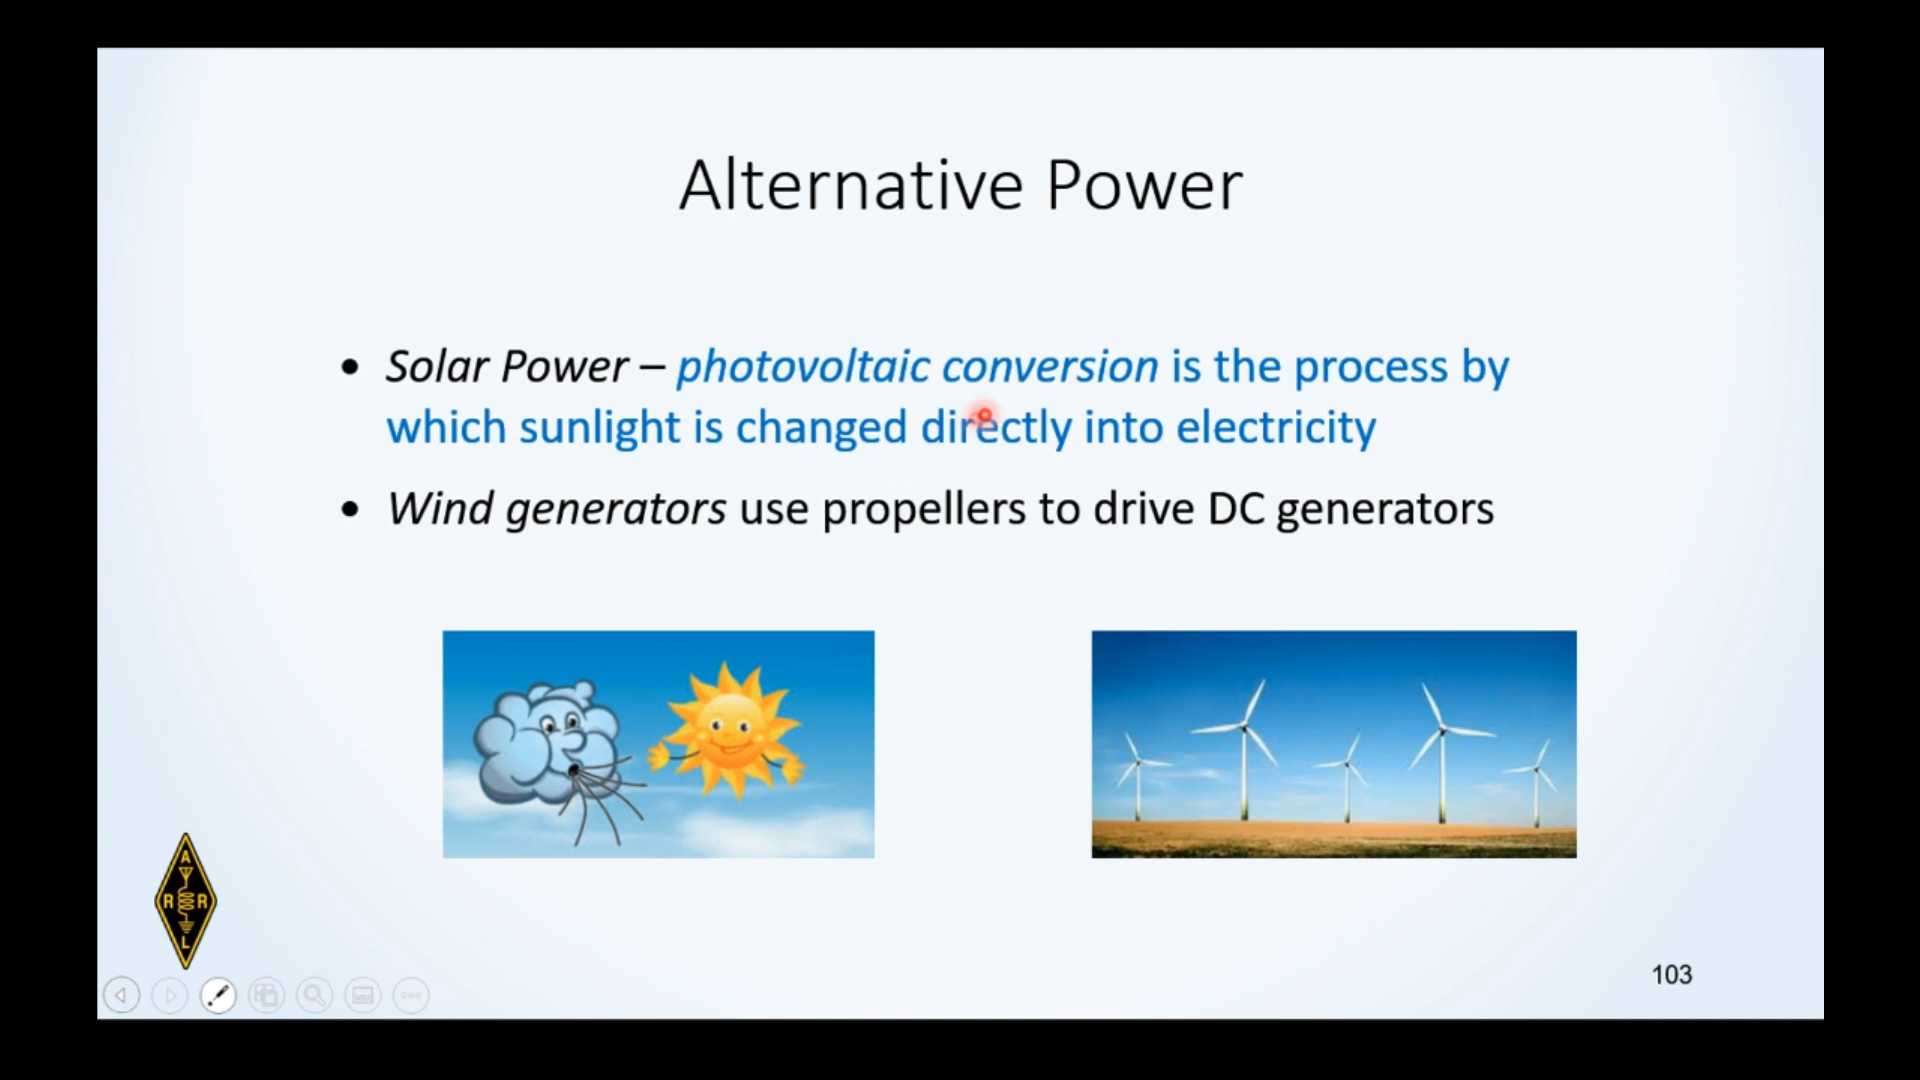 Alternative Power
• Solar Power – photovoltaic conversion is the process by
which sunlight is changed directly into electricity
• Wind generators use propellers to drive DC generators
A
R R
L
103